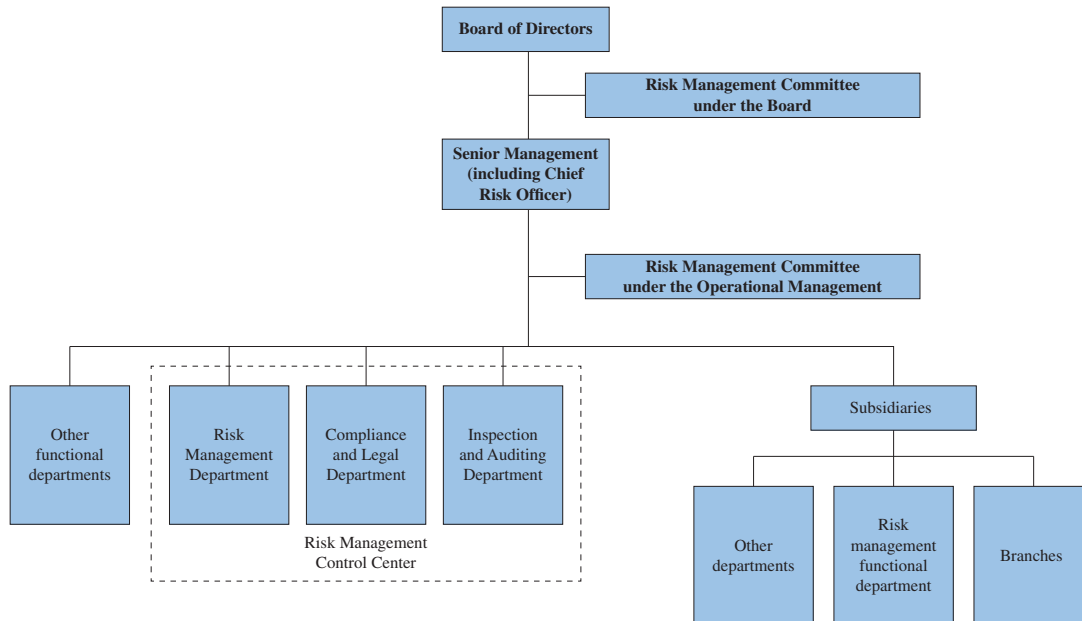 Board of Directors
Risk Management Committee
under the Board
Senior Management
(including Chief
Risk Officer)
Risk Management Committee
under the Operational Management
Other
functional
departments
Risk
Management
Department
Compliance
and Legal
Department
Inspection
and Auditing
Department
Risk Management
Control Center
Subsidiaries
Other
departments
Risk
management
functional
department
Branches